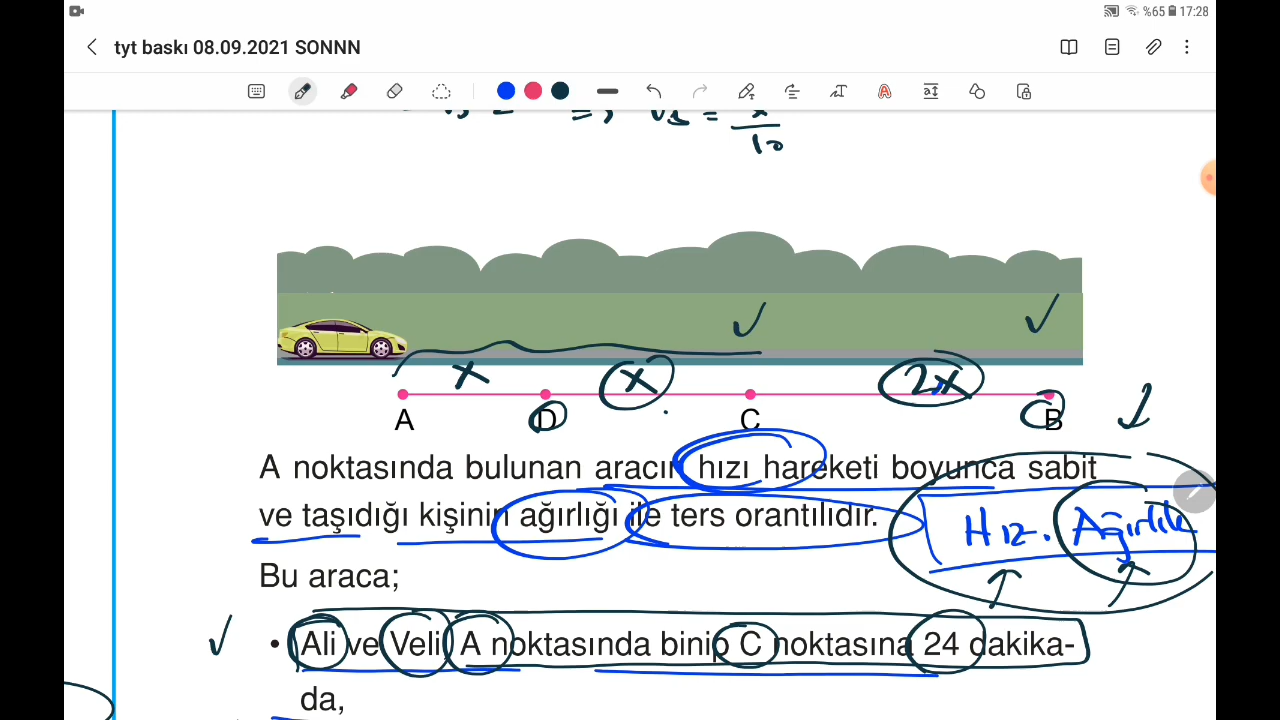 %65 17:28
tyt baskı 08.09.2021 SONNN
10
x x 2x
A D C B
A noktasında bulunan aracın hızı hareketi boyunca sabit
ve taşıdığı kişinin ağırlığı ile ters orantılıdır.
Hız. Ağırlık
Bu araca;
• Ali ve Veli A noktasında binip C noktasına 24 dakika-
da,